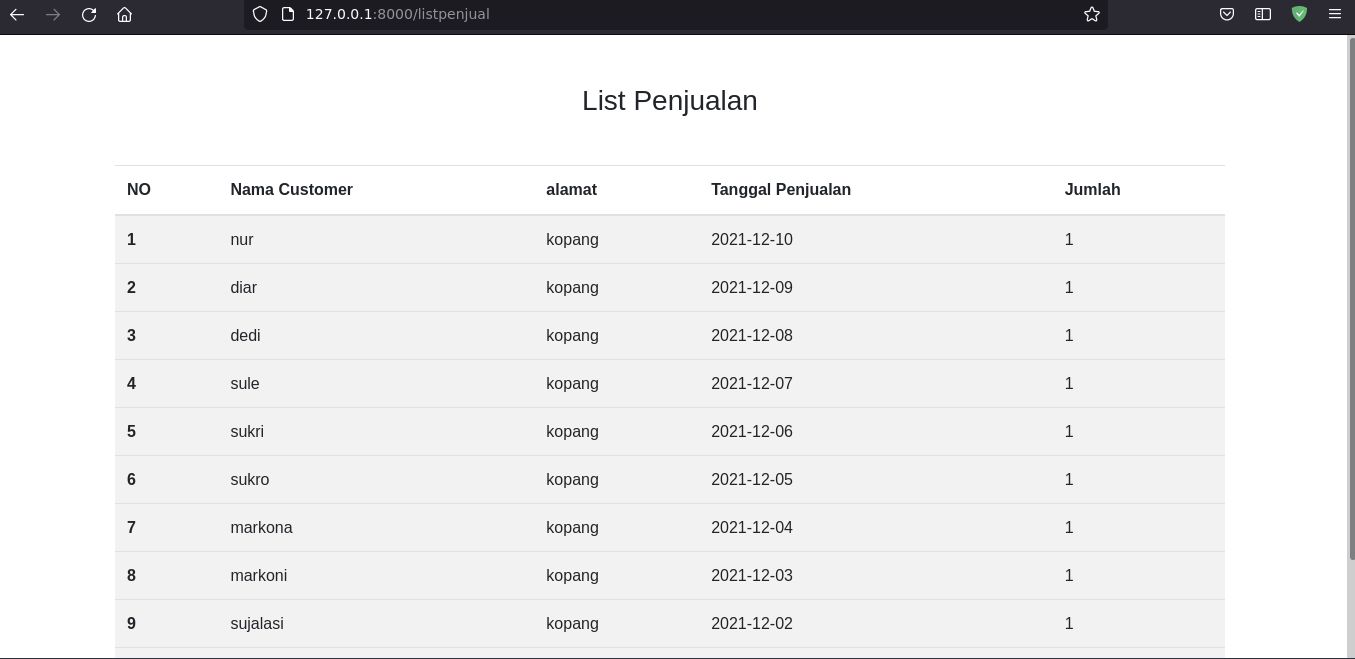 127.0.0.1:8000/listpenjual
List Penjualan
NO Nama Customer alamat Tanggal Penjualan Jumlah
1 nur kopang 2021-12-10 1
2 diar kopang 2021-12-09 1
3 dedi kopang 2021-12-08 1
4 sule kopang 2021-12-07 1
5 sukri kopang 2021-12-06 1
6 sukro kopang 2021-12-05 1
7 markona kopang 2021-12-04 1
8 markoni kopang 2021-12-03 1
9 sujalasi kopang 2021-12-02 1